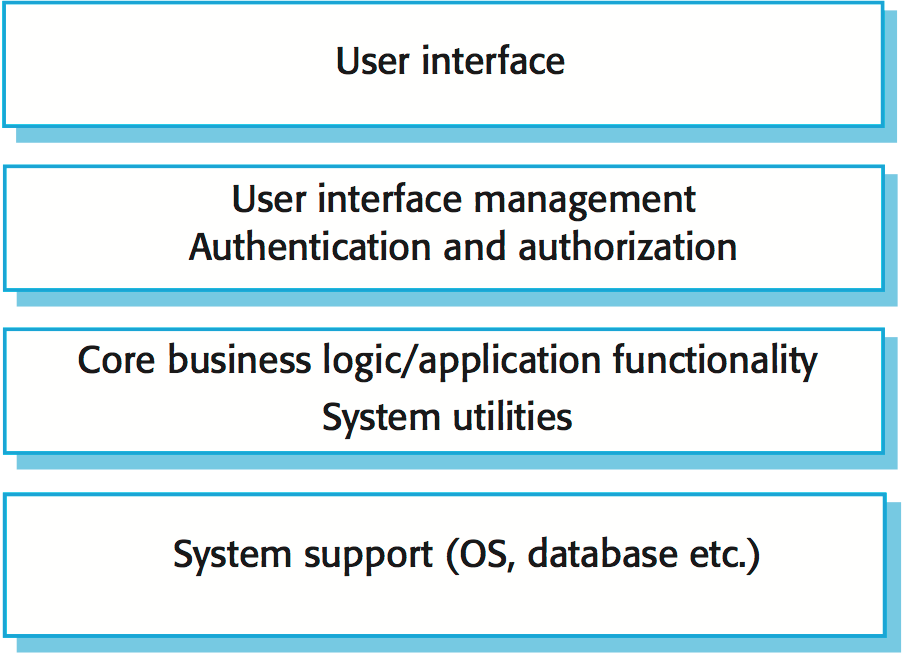 User interface
User interface management
Authentication and authorization
Core business logic/application functionality
System utilities
System support (OS, database etc.)